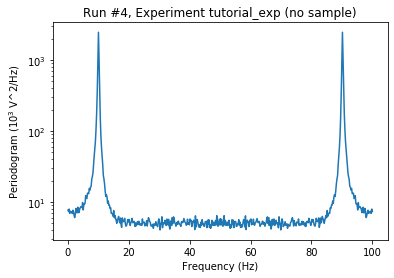 Run #4, Experiment tutorial_exp (no sample)
Periodogram (10³ V^2/Hz)
10³
10²
10¹
0 20 40 60 80 100
Frequency (Hz)